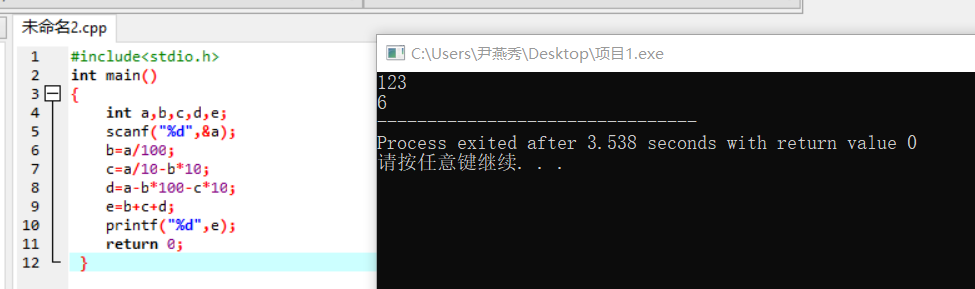 未命名2.cpp
1 #include<stdio.h>
2 int main()
3 {
4 int a,b,c,d,e;
5 scanf("%d",&a);
6 b=a/100;
7 c=a/10-b*10;
8 d=a-b*100-c*10;
9 e=b+c+d;
10 printf("%d",e);
11 return 0;
12 }
C:\Users\尹燕秀\Desktop\项目1.exe
123
6
--------------------------------
Process exited after 3.538 seconds with return value 0
请按任意键继续. . .